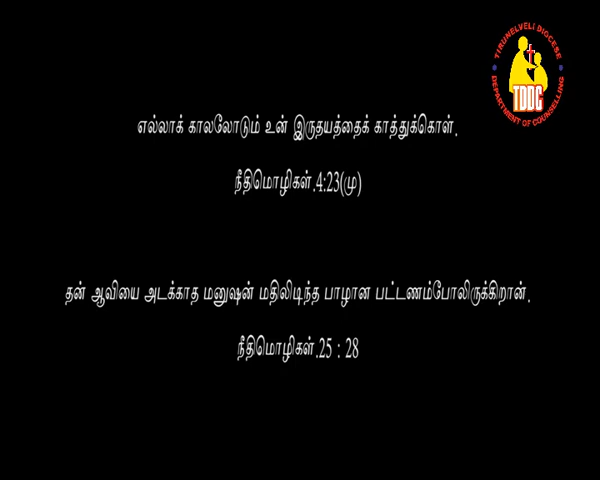 TIRUNELVELI DIOCESE
TDDC
DEPARTMENT OF COUNSELLING
எல்லாக் காலலோடும் உன் இருதயத்தைக் காத்துக்கொள்.
நீதிமொழிகள்.4:23(மு)
தன் ஆவியை அடக்காத மனுஷன் மதிலிடிந்த பாழான பட்டணம்போலிருக்கிறான்.
நீதிமொழிகள்.25 : 28